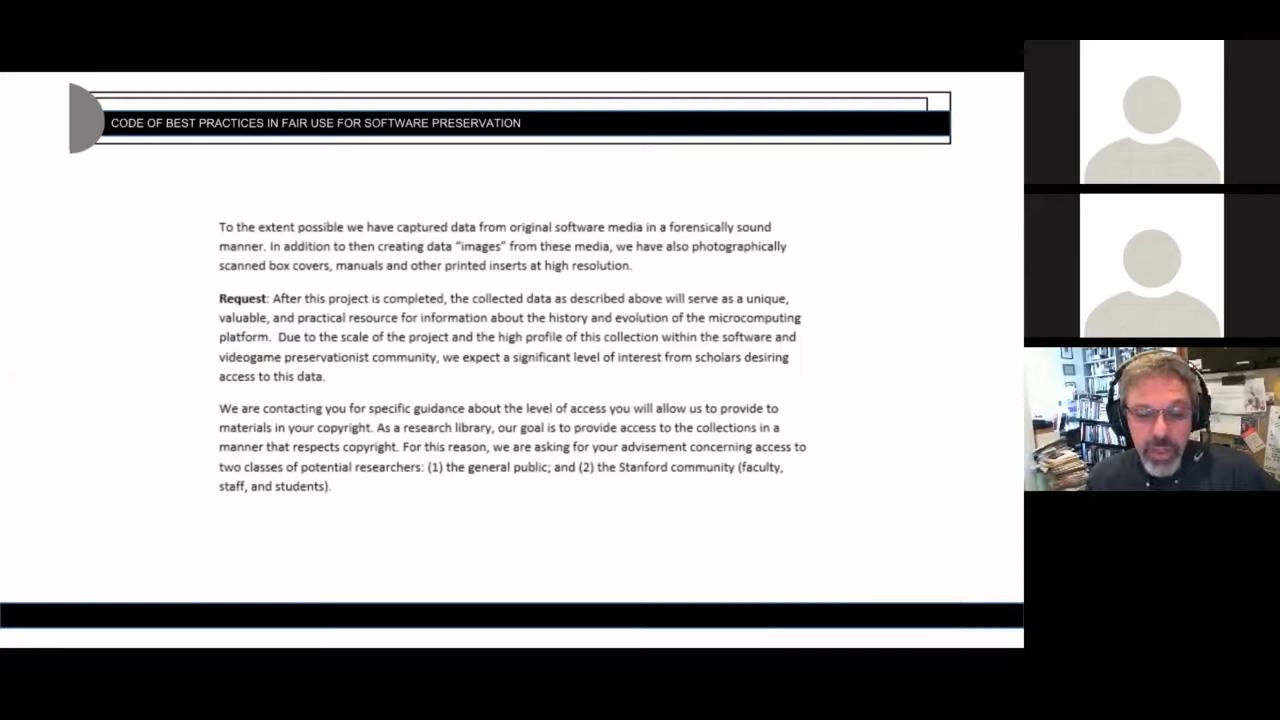 CODE OF BEST PRACTICES IN FAIR USE FOR SOFTWARE PRESERVATION
To the extent possible we have captured data from original software media in a forensically sound
manner. In addition to then creating data “images” from these media, we have also photographically
scanned box covers, manuals and other printed inserts at high resolution.
Request: After this project is completed, the collected data as described above will serve as a unique,
valuable, and practical resource for information about the history and evolution of the microcomputing
platform.  Due to the scale of the project and the high profile of this collection within the software and
videogame preservationist community, we expect a significant level of interest from scholars desiring
access to this data.
We are contacting you for specific guidance about the level of access you will allow us to provide to
materials in your copyright. As a research library, our goal is to provide access to the collections in a
manner that respects copyright. For this reason, we are asking for your advisement concerning access to
two classes of potential researchers: (1) the general public; and (2) the Stanford community (faculty,
staff, and students).